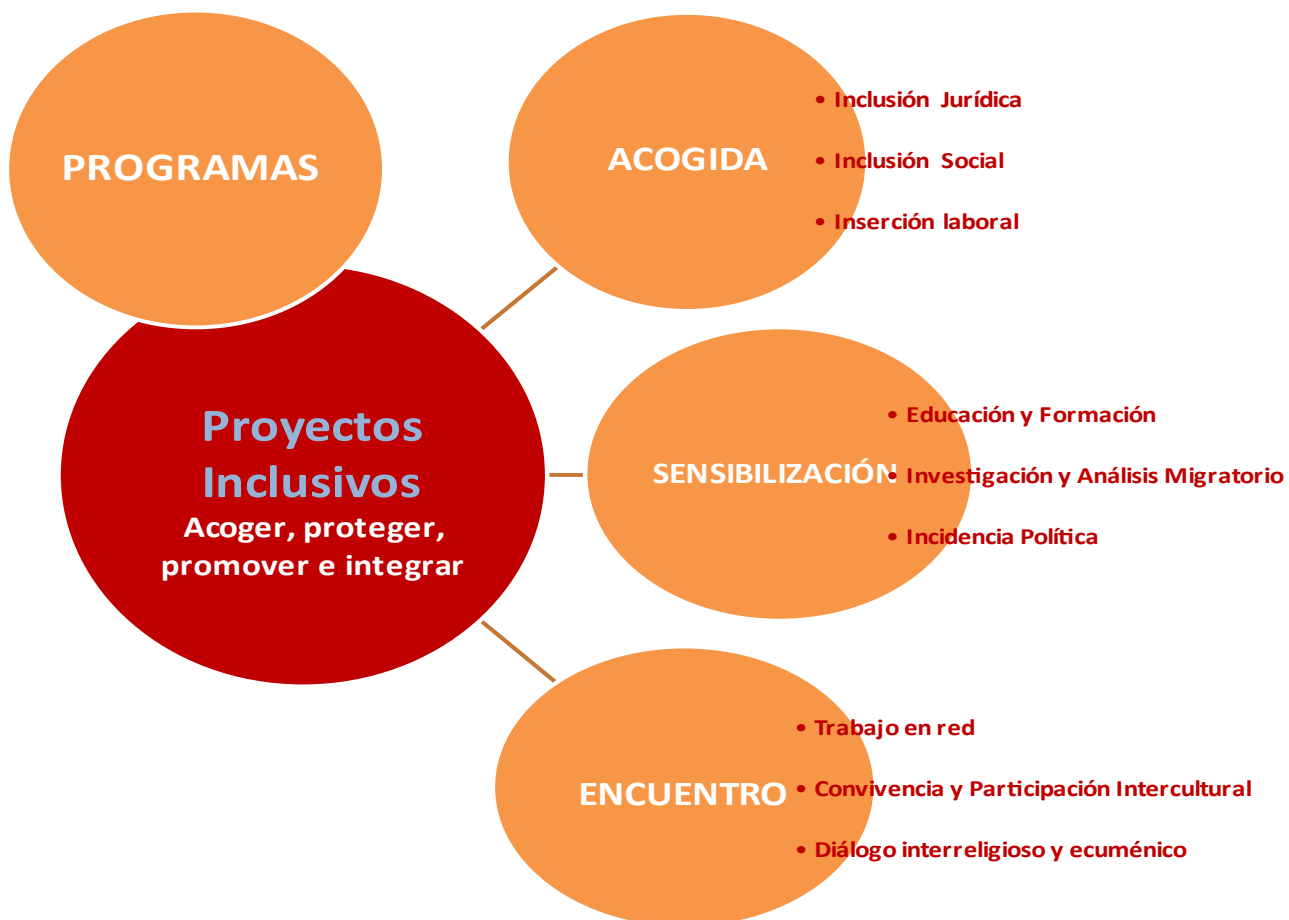 PROGRAMAS
Proyectos
Inclusivos
Acoger, proteger,
promover e integrar
ACOGIDA
• Inclusión Jurídica
• Inclusión Social
• Inserción laboral
SENSIBILIZACIÓN
• Educación y Formación
• Investigación y Análisis Migratorio
• Incidencia Política
ENCUENTRO
• Trabajo en red
• Convivencia y Participación Intercultural
• Diálogo interreligioso y ecuménico